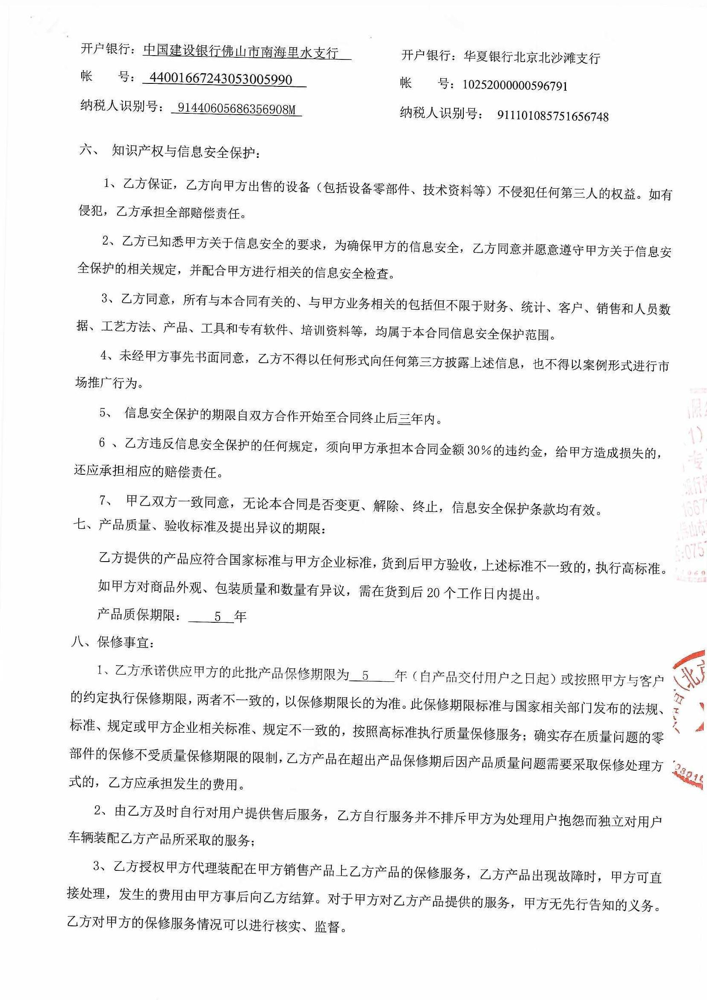 开户银行：中国建设银行佛山市南海里水支行
开户银行：华夏银行北京北沙滩支行
帐 号：44001667243053005990
帐 号：10252000000596791
纳税人识别号：91440605686356908M
纳税人识别号：911101085751656748
六、 知识产权与信息安全保护：
1、乙方保证，乙方向甲方出售的设备（包括设备零部件、技术资料等）不侵犯任何第三人的权益。如有
侵犯，乙方承担全部赔偿责任。
2、乙方已知悉甲方关于信息安全的要求，为确保甲方的信息安全，乙方同意并愿意遵守甲方关于信息安
全保护的相关规定，并配合甲方进行相关的信息安全检查。
3、乙方同意，所有与本合同有关的、与甲方业务相关的包括但不限于财务、统计、客户、销售和人员数
据、工艺方法、产品、工具和专有软件、培训资料等，均属于本合同信息安全保护范围。
4、未经甲方事先书面同意，乙方不得以任何形式向任何第三方披露上述信息，也不得以案例形式进行市
场推广行为。
5、 信息安全保护的期限自双方合作开始至合同终止后三年内。
6 、乙方违反信息安全保护的任何规定，须向甲方承担本合同金额 30%的违约金，给甲方造成损失的，
还应承担相应的赔偿责任。
7、 甲乙双方一致同意，无论本合同是否变更、解除、终止，信息安全保护条款均有效。
七、产品质量、验收标准及提出异议的期限：
乙方提供的产品应符合国家标准与甲方企业标准，货到后甲方验收，上述标准不一致的，执行高标准。
如甲方对商品外观、包装质量和数量有异议，需在货到后 20 个工作日内提出。
产品质保期限： 5 年
八、保修事宜：
1、乙方承诺供应甲方的此批产品保修期限为 5 年（自产品交付用户之日起）或按照甲方与客户
的约定执行保修期限，两者不一致的，以保修期限长的为准。此保修期限标准与国家相关部门发布的法规、
标准、规定或甲方企业相关标准、规定不一致的，按照高标准执行质量保修服务；确实存在质量问题的零
部件的保修不受质量保修期限的限制，乙方产品在超出产品保修期后因产品质量问题需要采取保修处理方
式的，乙方应承担发生的费用。
2、由乙方及时自行对用户提供售后服务，乙方自行服务并不排斥甲方为处理用户抱怨而独立对用户
车辆装配乙方产品所采取的服务；
3、乙方授权甲方代理装配在甲方销售产品上乙方产品的保修服务，乙方产品出现故障时，甲方可直
接处理，发生的费用由甲方事后向乙方结算。对于甲方对乙方产品提供的服务，甲方无先行告知的义务。
乙方对甲方的保修服务情况可以进行核实、监督。